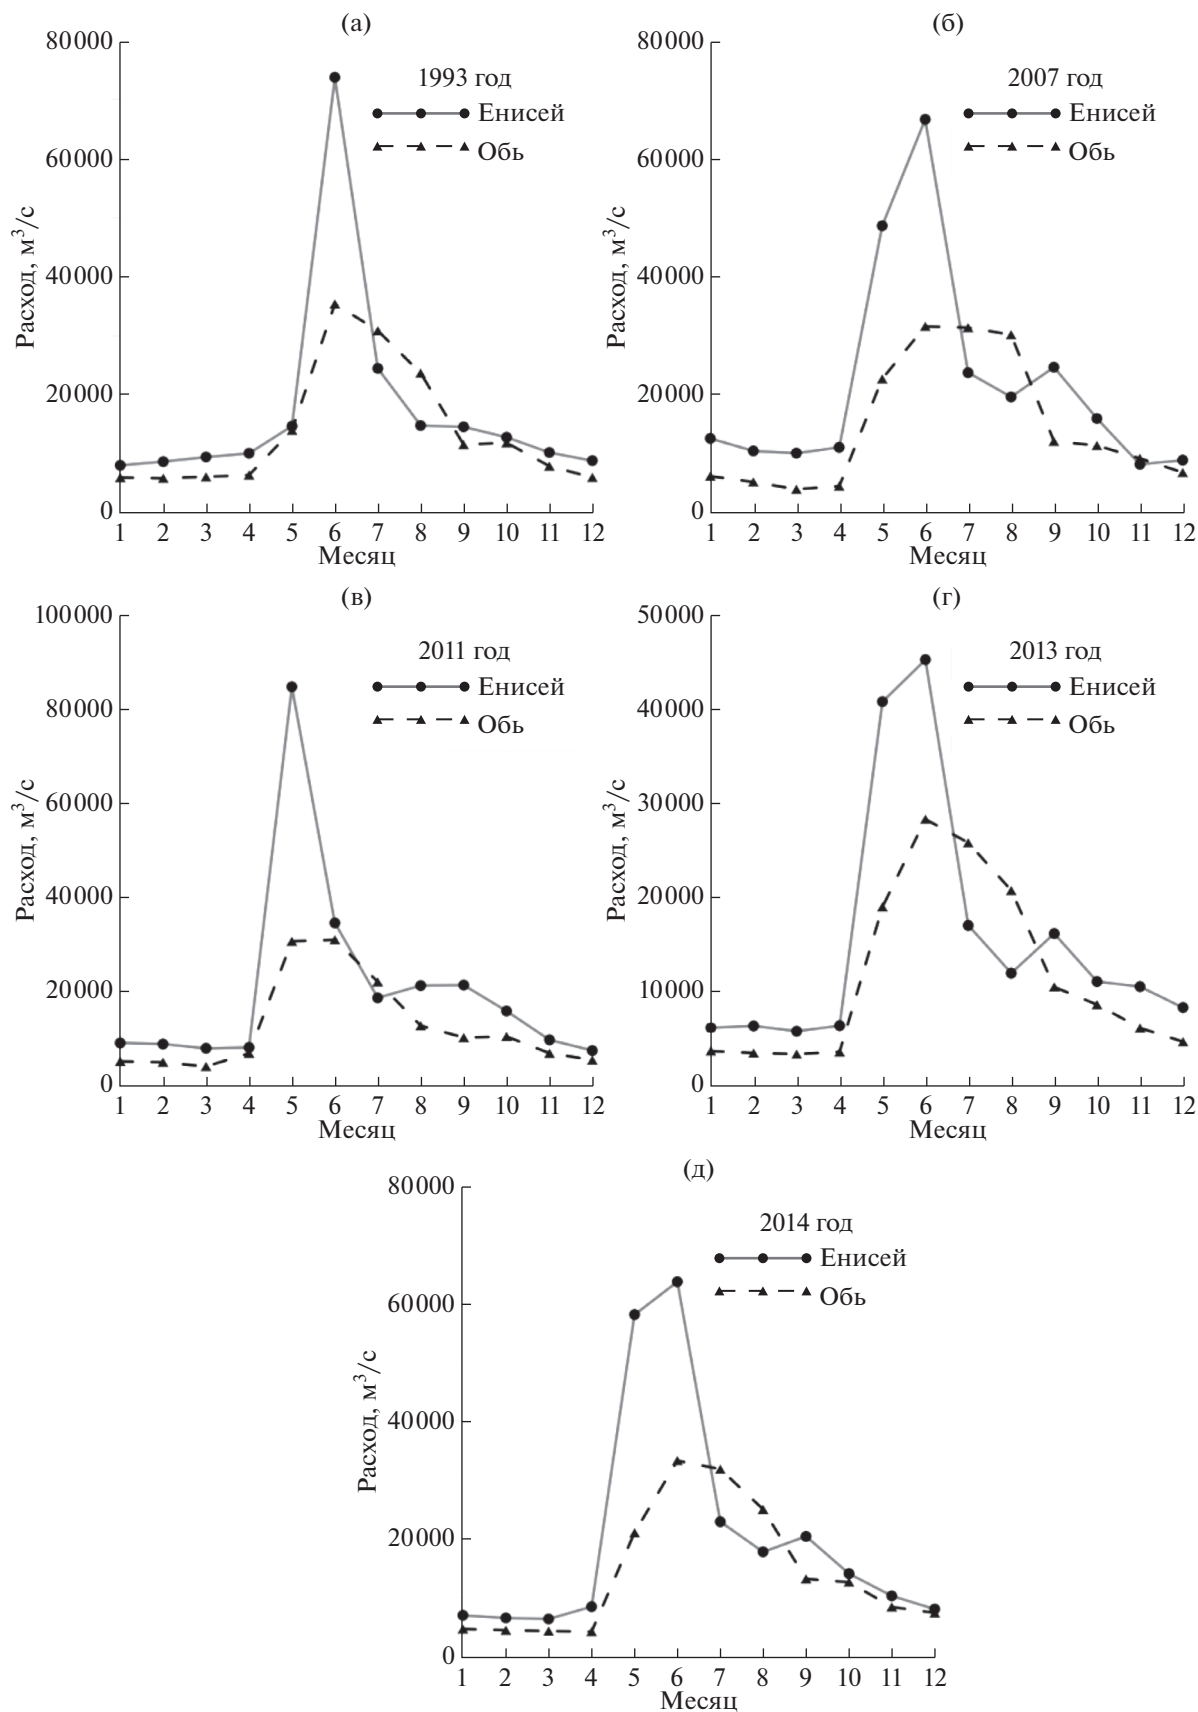 (а)
80000
60000
40000
20000
0
Расход, м³/с
1993 год
Енисей
Обь
1 2 3 4 5 6 7 8 9 10 11 12
Месяц
(б)
80000
60000
40000
20000
0
Расход, м³/с
2007 год
Енисей
Обь
1 2 3 4 5 6 7 8 9 10 11 12
Месяц
(в)
100000
80000
60000
40000
20000
0
Расход, м³/с
2011 год
Енисей
Обь
1 2 3 4 5 6 7 8 9 10 11 12
Месяц
(г)
50000
40000
30000
20000
10000
0
Расход, м³/с
2013 год
Енисей
Обь
1 2 3 4 5 6 7 8 9 10 11 12
Месяц
(д)
80000
60000
40000
20000
0
Расход, м³/с
2014 год
Енисей
Обь
1 2 3 4 5 6 7 8 9 10 11 12
Месяц